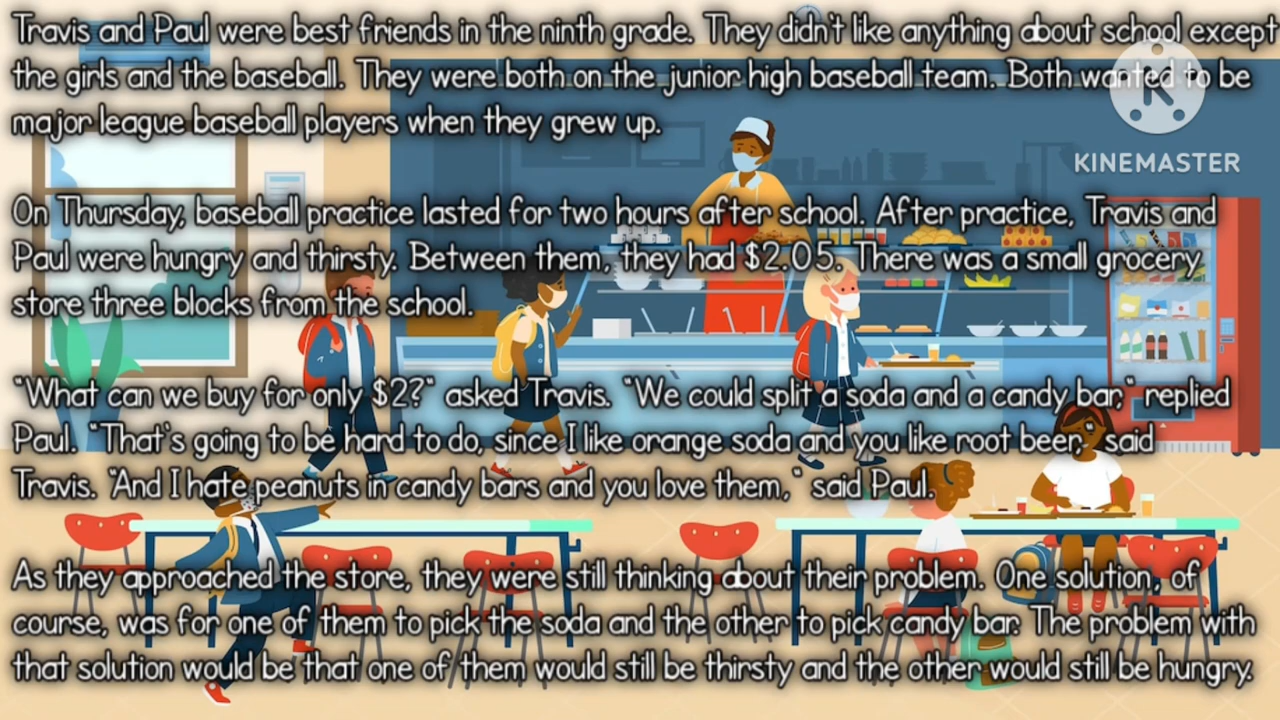 Travis and Paul were best friends in the ninth grade. They didn't like anything about school except
the girls and the baseball. They were both on the junior high baseball team. Both wanted to be
major league baseball players when they grew up.
On Thursday, baseball practice lasted for two hours after school. After practice, Travis and
Paul were hungry and thirsty. Between them, they had $2.05. There was a small grocery
store three blocks from the school.
"What can we buy for only $2?" asked Travis. "We could split a soda and a candy bar," replied
Paul. "That's going to be hard to do, since I like orange soda and you like root beer," said
Travis. "And I hate peanuts in candy bars and you love them," said Paul.
As they approached the store, they were still thinking about their problem. One solution, of
course, was for one of them to pick the soda and the other to pick candy bar. The problem with
that solution would be that one of them would still be thirsty and the other would still be hungry.
K
KINEMASTER